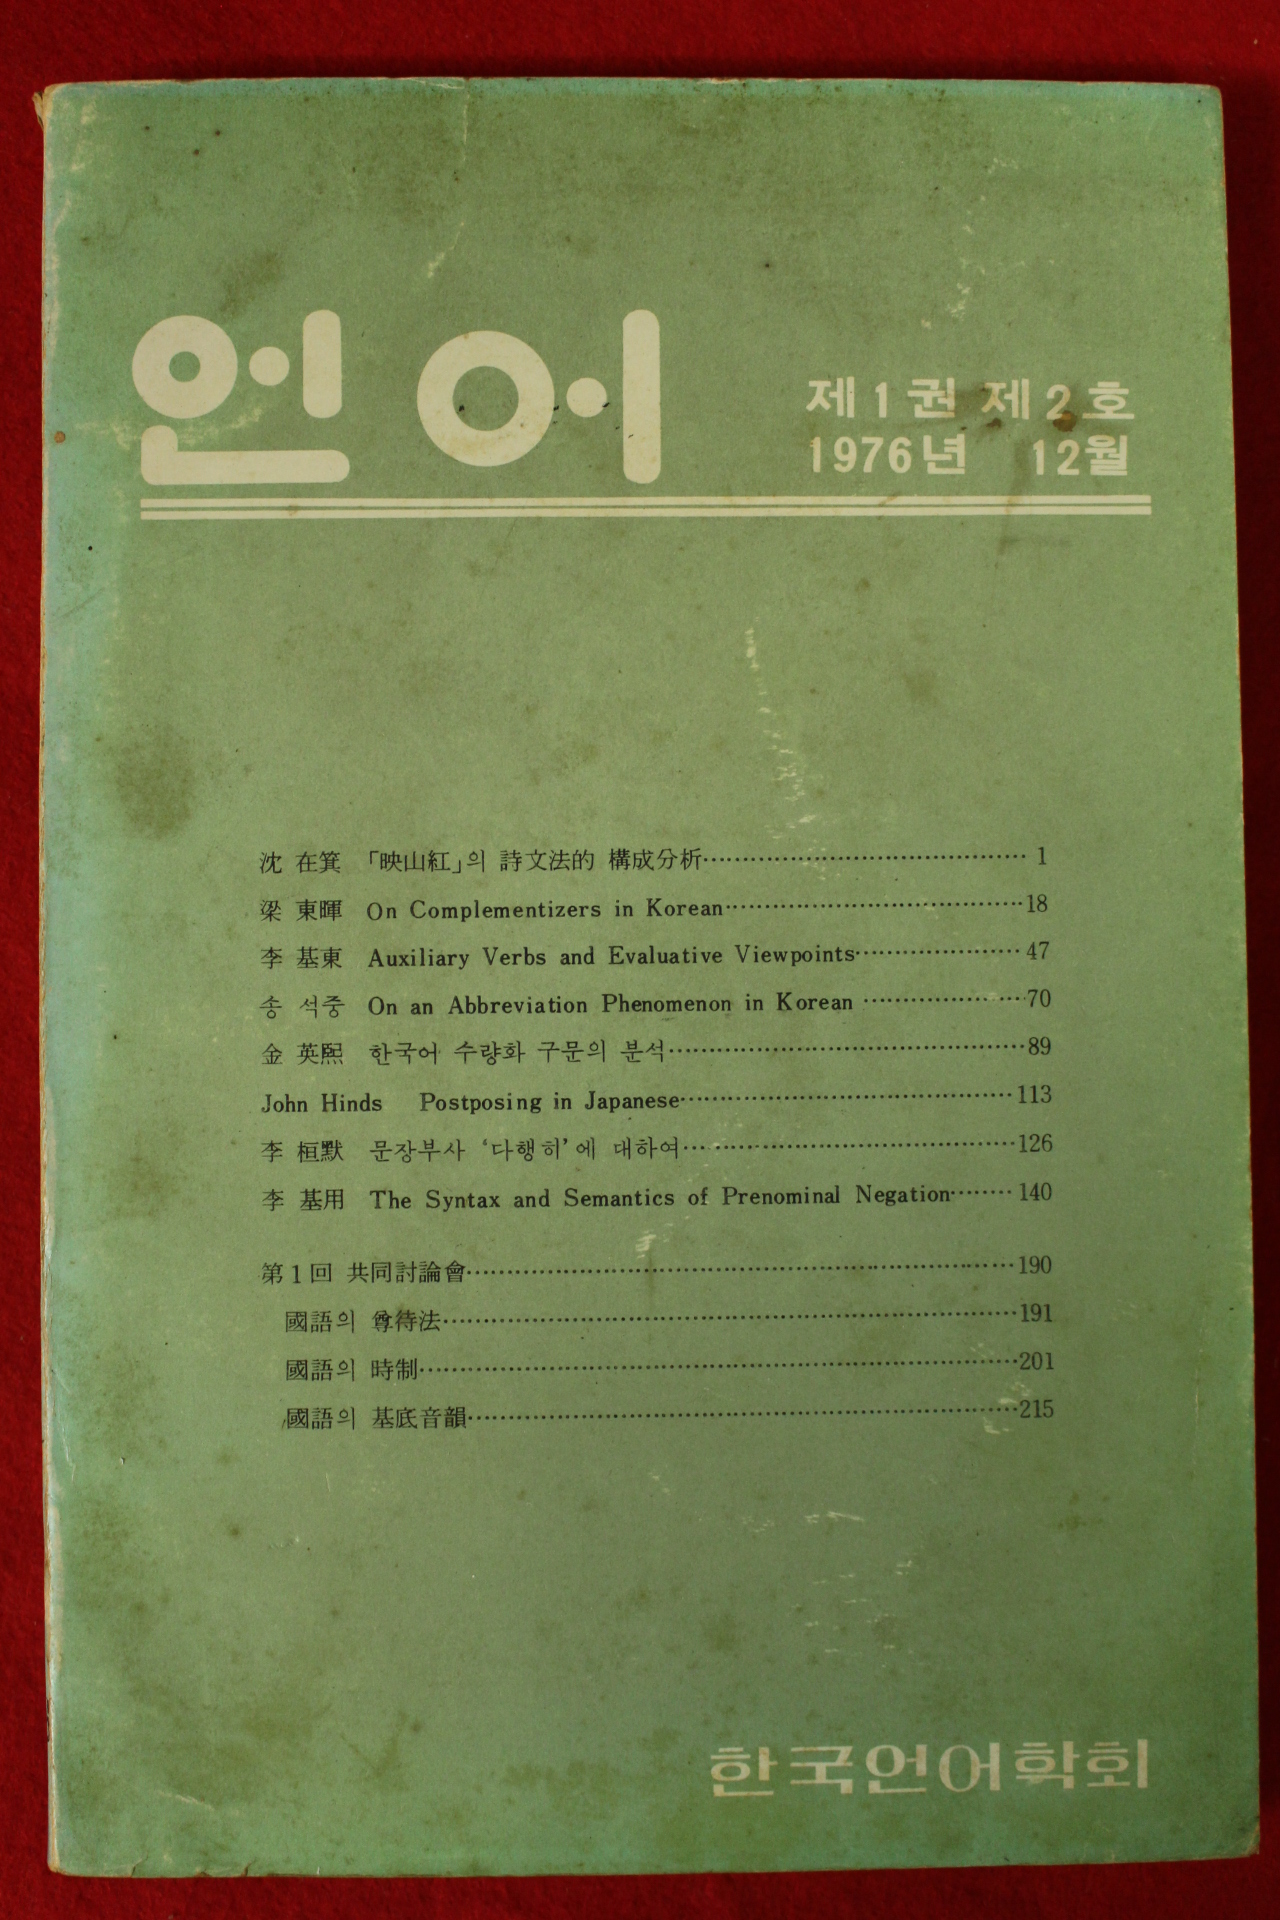 언어
제1권 제2호
1976년 12월
沈 在箕 「映山紅」의 詩文法的 構成分析…………………………………… 1
梁 東暉 On Complementizers in Korean…………………………………18
李 基東 Auxiliary Verbs and Evaluative Viewpoints………………… 47
송 석중 On an Abbreviation Phenomenon in Korean …………………70
金 英熙 한국어 수량화 구문의 분석………………………………………89
John Hinds Postposing in Japanese……………………………………113
李 桓默 문장부사 ‘다행히’에 대하여……………………………………126
李 基用 The Syntax and Semantics of Prenominal Negation………140
第1回 共同討論會……………………………………………………………190
國語의 尊待法………………………………………………………………191
國語의 時制…………………………………………………………………201
國語의 基底音韻……………………………………………………………215
한국언어학회